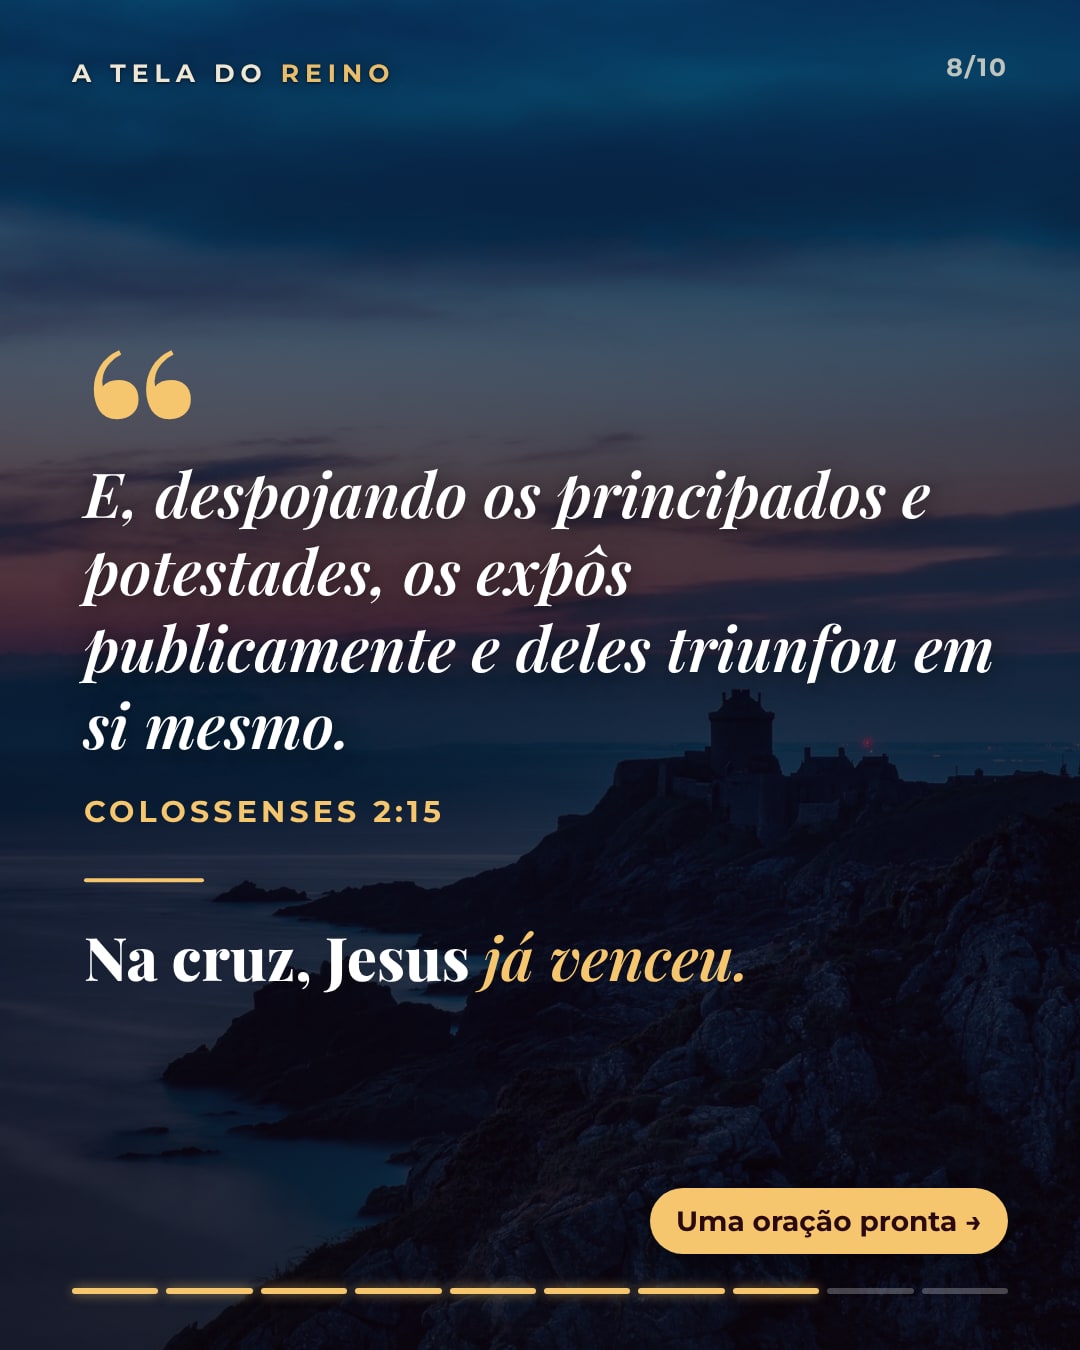 A TELA DO REINO
8/10
“
E, despojando os principados e
potestades, os expôs
publicamente e deles triunfou em
si mesmo.
COLOSSENSES 2:15
Na cruz, Jesus já venceu.
Uma oração pronta →